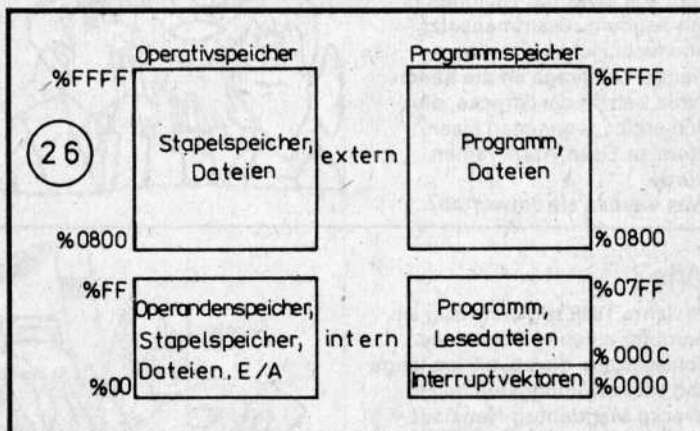 Operativspeicher Programmspeicher
%FFFF %FFFF
26
Stapelspeicher, Dateien
extern
Programm, Dateien
%0800 %0800
%FF %07FF
Operandenspeicher, Stapelspeicher, Dateien, E/A
intern
Programm, Lesedateien
%000C
%00
Interruptvektoren %0000